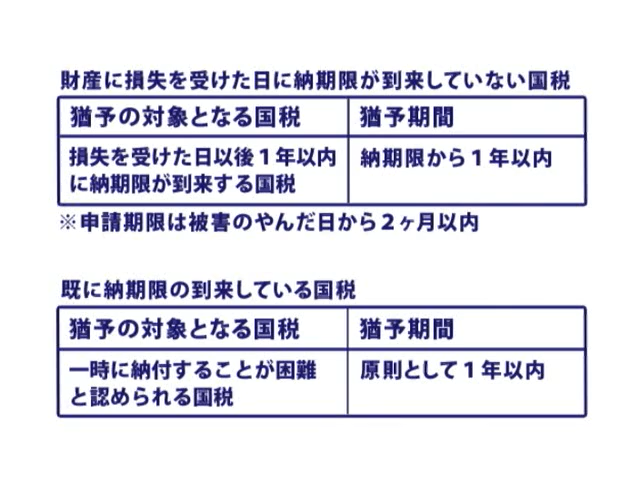 財産に損失を受けた日に納期限が到来していない国税
猶予の対象となる国税 猶予期間
損失を受けた日以後1年以内 納期限から1年以内
に納期限が到来する国税
※申請期限は被害のやんだ日から2ヶ月以内
既に納期限の到来している国税
猶予の対象となる国税 猶予期間
一時に納付することが困難 原則として1年以内
と認められる国税